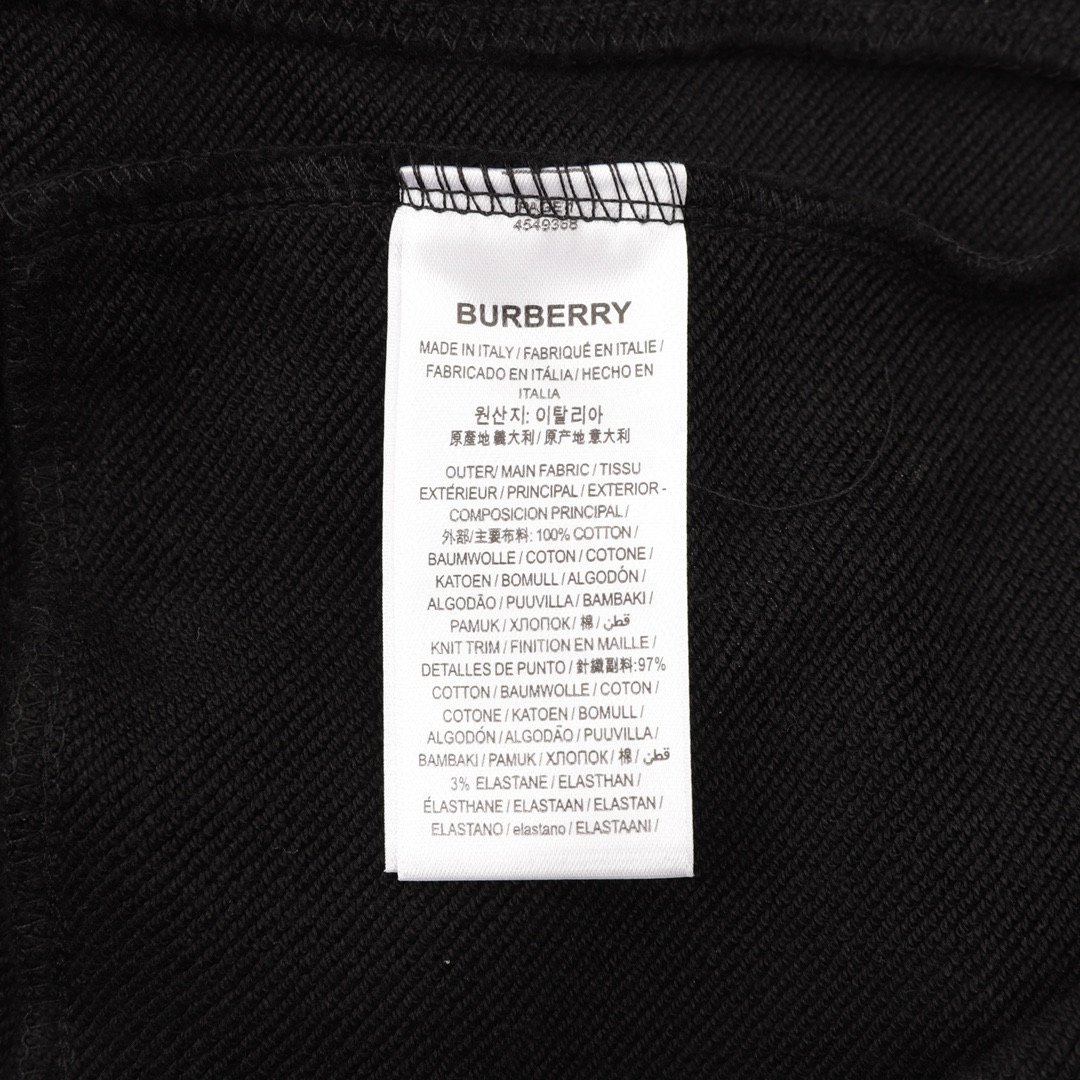 4549368
BURBERRY
MADE IN ITALY / FABRIQUÉ EN ITALIE /
FABRICADO EN ITÁLIA / HECHO EN
ITALIA
원산지: 이탈리아
原產地 義大利 / 原产地 意大利
OUTER/ MAIN FABRIC / TISSU
EXTÉRIEUR / PRINCIPAL / EXTERIOR -
COMPOSICION PRINCIPAL /
外部/主要布料: 100% COTTON /
BAUMWOLLE / COTON / COTONE /
KATOEN / BOMULL / ALGODÓN /
ALGODÃO / PUUVILLA / BAMBAKI /
PAMUK / ХЛОПОК / 棉 / قطن /
KNIT TRIM / FINITION EN MAILLE /
DETALLES DE PUNTO / 針織副料:97%
COTTON / BAUMWOLLE / COTON /
COTONE / KATOEN / BOMULL /
ALGODÓN / ALGODÃO / PUUVILLA /
BAMBAKI / PAMUK / ХЛОПОК / 棉 / قطن
3% ELASTANE / ELASTHAN /
ÉLASTHANE / ELASTAAN / ELASTAN /
ELASTANO / elastano / ELASTAANI /